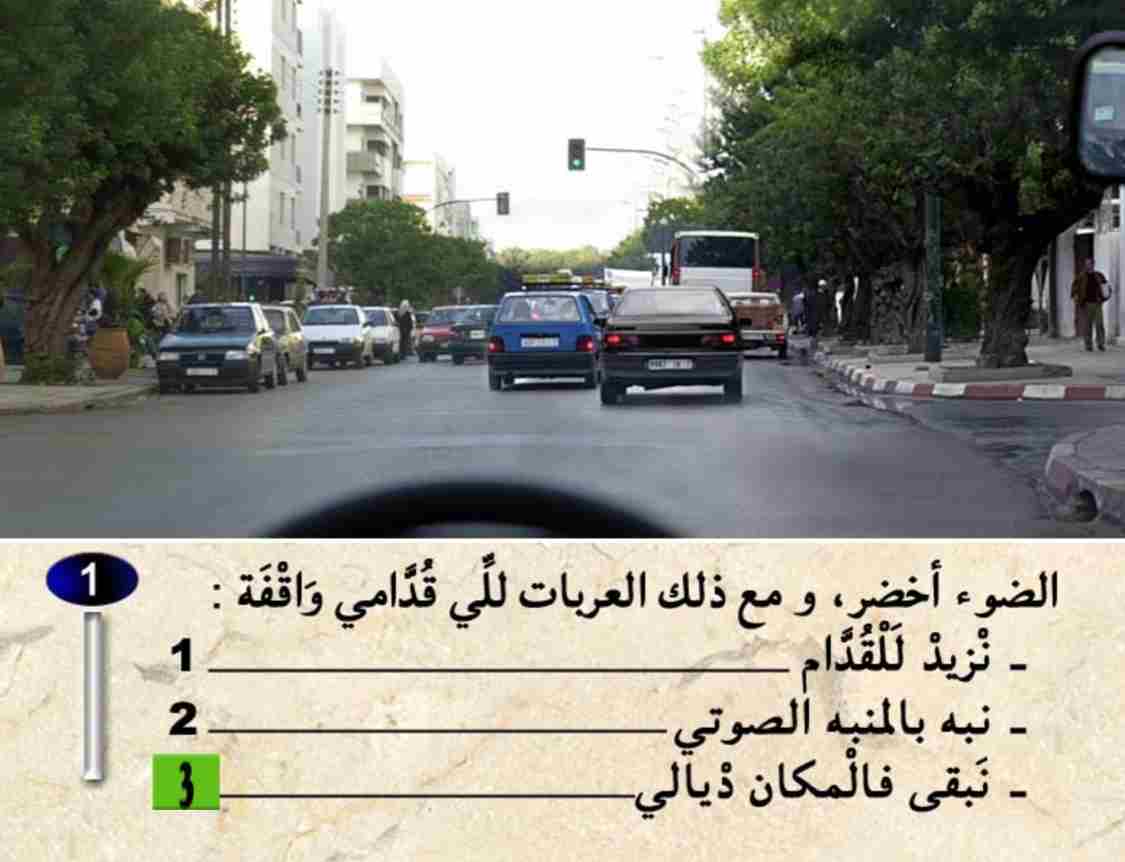 1
الضوء أخضر، و مع ذلك العربات للِّي قُدَّامي وَاقْفَة :
ـ نْزيدْ لَلْقُدَّام 1
ـ نبه بالمنبه الصوتي 2
ـ نَبقى فالْمكان دْيالي 3